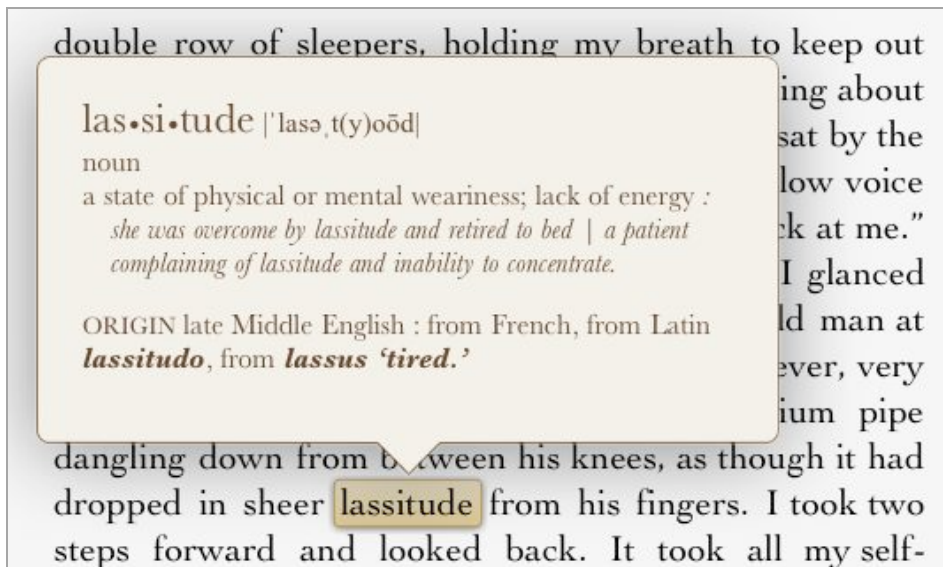 double row of sleepers, holding my breath to keep out
las•si•tude |ˈlasəˌt(y)o͞od|
noun
a state of physical or mental weariness; lack of energy :
she was overcome by lassitude and retired to bed | a patient
complaining of lassitude and inability to concentrate.
ORIGIN late Middle English : from French, from Latin
lassitudo, from lassus ‘tired.’
about
sat by the
low voice
at me.”
I glanced
man at
very
pipe
dangling down from between his knees, as though it had
dropped in sheer lassitude from his fingers. I took two
steps forward and looked back. It took all my self-